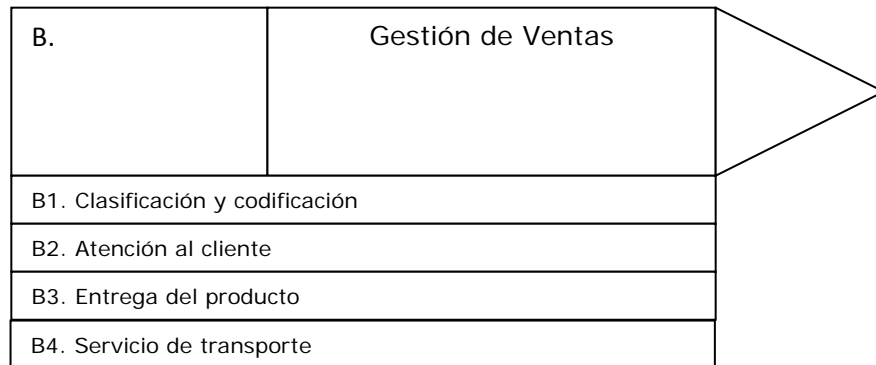 B.
Gestión de Ventas
B1. Clasificación y codificación
B2. Atención al cliente
B3. Entrega del producto
B4. Servicio de transporte